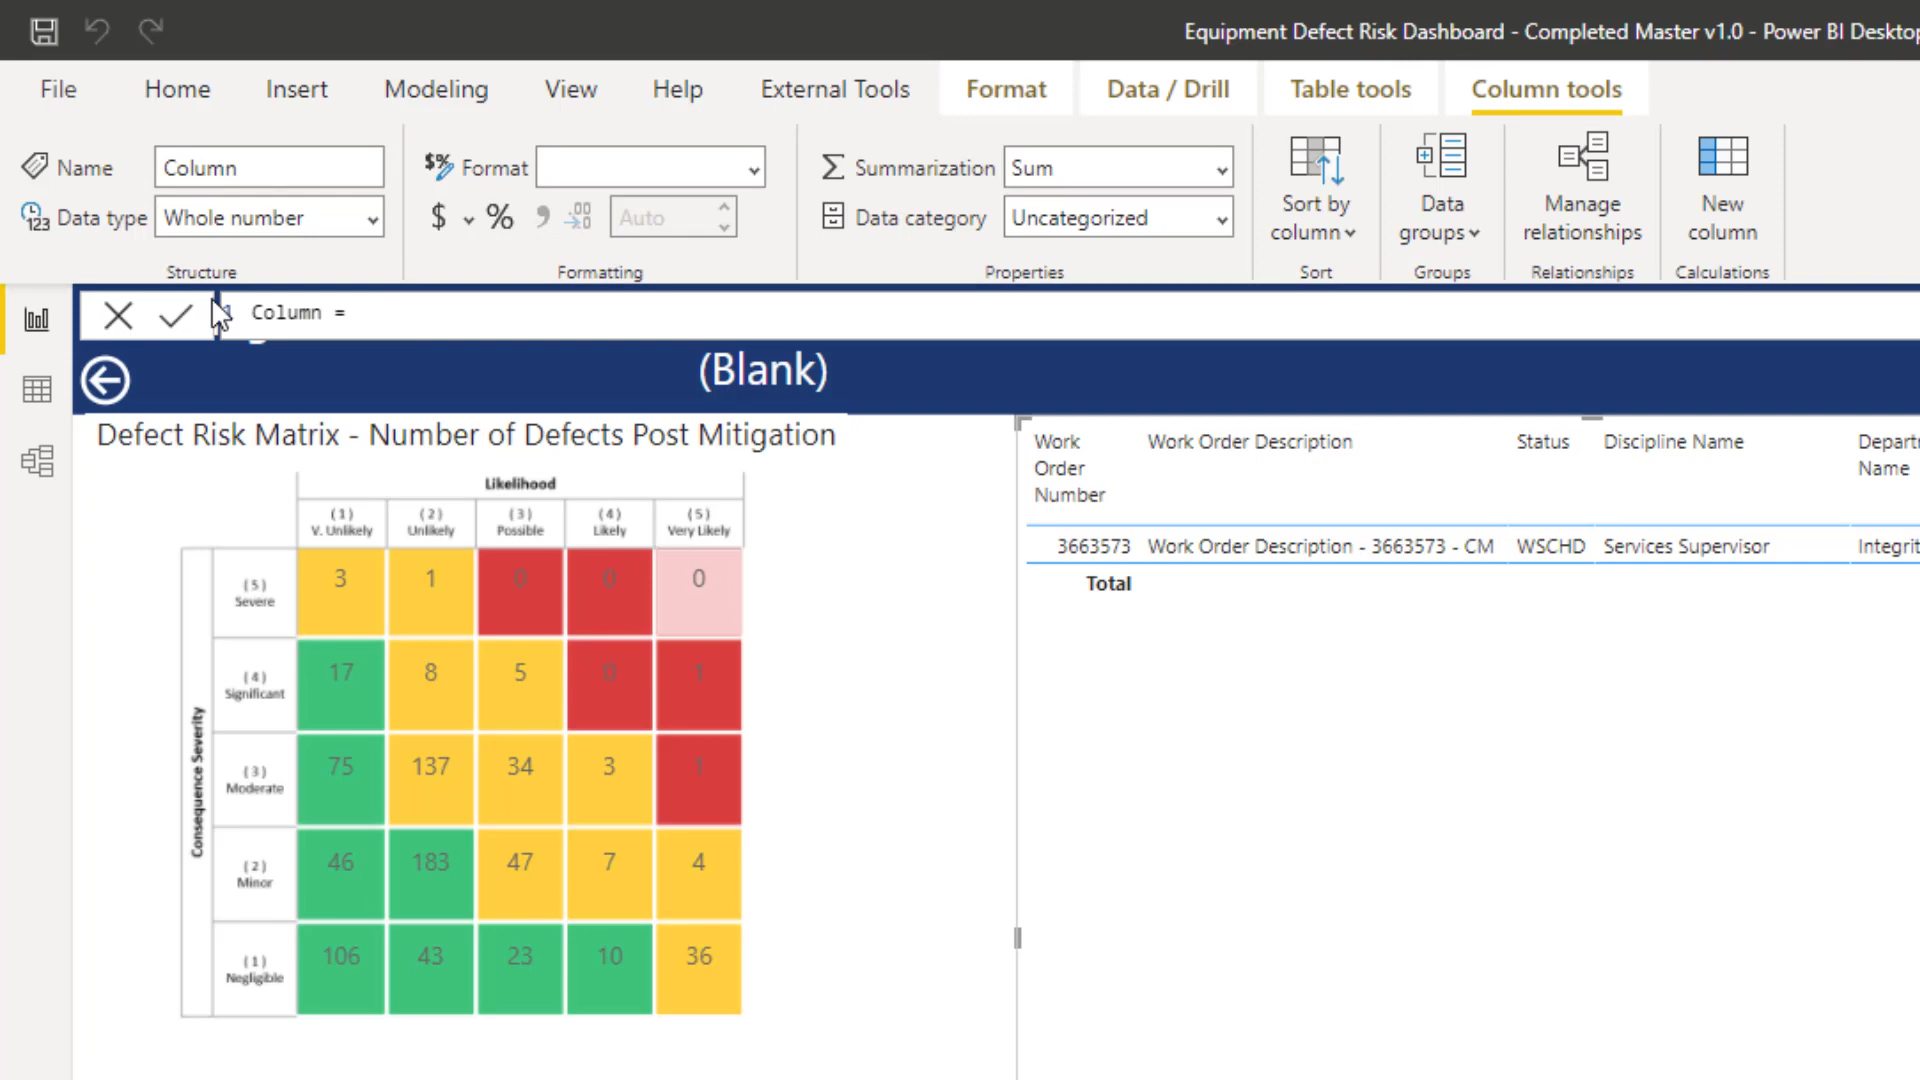 Equipment Defect Risk Dashboard - Completed Master v1.0 - Power BI Desktop
File Home Insert Modeling View Help External Tools Format Data / Drill Table tools Column tools
Name Column $% Format Σ Summarization Sum
123 Data type Whole number $ % Auto Data category Uncategorized
Sort by column
Data groups
Manage relationships
New column
Structure Formatting Properties Sort Groups Relationships Calculations
Column =
(Blank)
Defect Risk Matrix - Number of Defects Post Mitigation
Likelihood
(1) (2) (3) (4) (5)
V. Unlikely Unlikely Possible Likely Very Likely
Consequence Severity
(5) Severe 3 1 0 0 0
(4) Significant 17 8 5 0 1
(3) Moderate 75 137 34 3 1
(2) Minor 46 183 47 7 4
(1) Negligible 106 43 23 10 36
Work Order Number Work Order Description Status Discipline Name Depart Name
3663573 Work Order Description - 3663573 - CM WSCHD Services Supervisor Integrit
Total